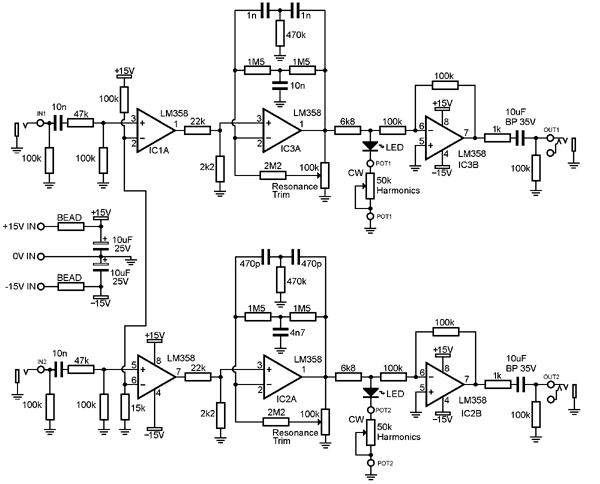 1n
1n
470k
1M5
1M5
10n
+15V
100k
IN1
10n
47k
100k
100k
3
2
1
LM358
IC1A
22k
2k2
3
2
1
LM358
IC3A
2M2
100k
Resonance
Trim
6k8
100k
LED
POT1
CW
50k
Harmonics
POT1
100k
+15V
6
5
8
4
7
LM358
IC3B
−15V
1k
10uF
BP 35V
100k
OUT1
+15V IN
BEAD
+15V
10uF
25V
0V IN
10uF
25V
-15V IN
BEAD
−15V
470p
470p
470k
1M5
1M5
4n7
IN2
10n
47k
100k
100k
15k
+15V
5
6
8
4
7
LM358
−15V
22k
2k2
3
2
1
LM358
IC2A
2M2
100k
Resonance
Trim
6k8
100k
LED
POT2
CW
50k
Harmonics
POT2
100k
+15V
6
5
8
4
7
LM358
IC2B
−15V
1k
10uF
BP 35V
100k
OUT2